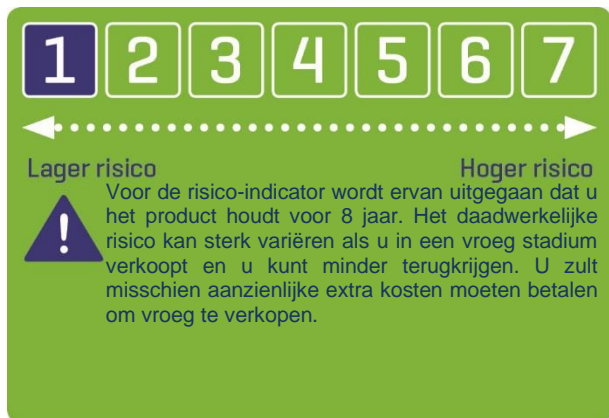 1 2 3 4 5 6 7
Lager risico Hoger risico
Voor de risico-indicator wordt ervan uitgegaan dat u
het product houdt voor 8 jaar. Het daadwerkelijke
risico kan sterk variëren als u in een vroeg stadium
verkoopt en u kunt minder terugkrijgen. U zult
misschien aanzienlijke extra kosten moeten betalen
om vroeg te verkopen.